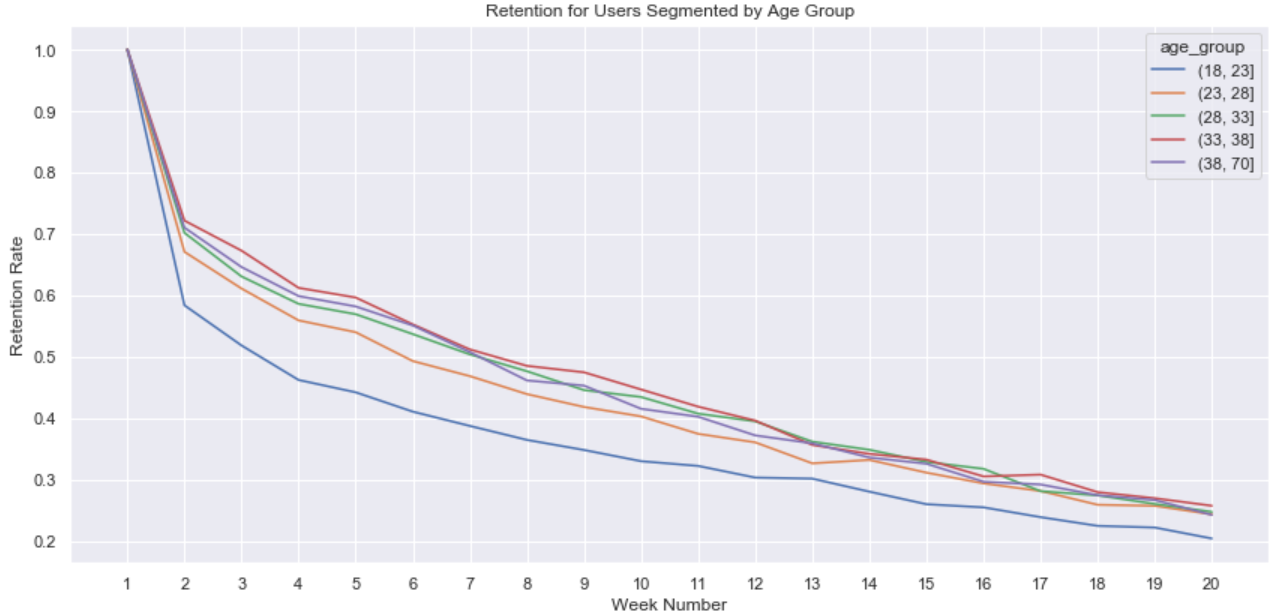 Retention for Users Segmented by Age Group
age_group
(18, 23]
(23, 28]
(28, 33]
(33, 38]
(38, 70]
Retention Rate
1.0
0.9
0.8
0.7
0.6
0.5
0.4
0.3
0.2
1 2 3 4 5 6 7 8 9 10 11 12 13 14 15 16 17 18 19 20
Week Number